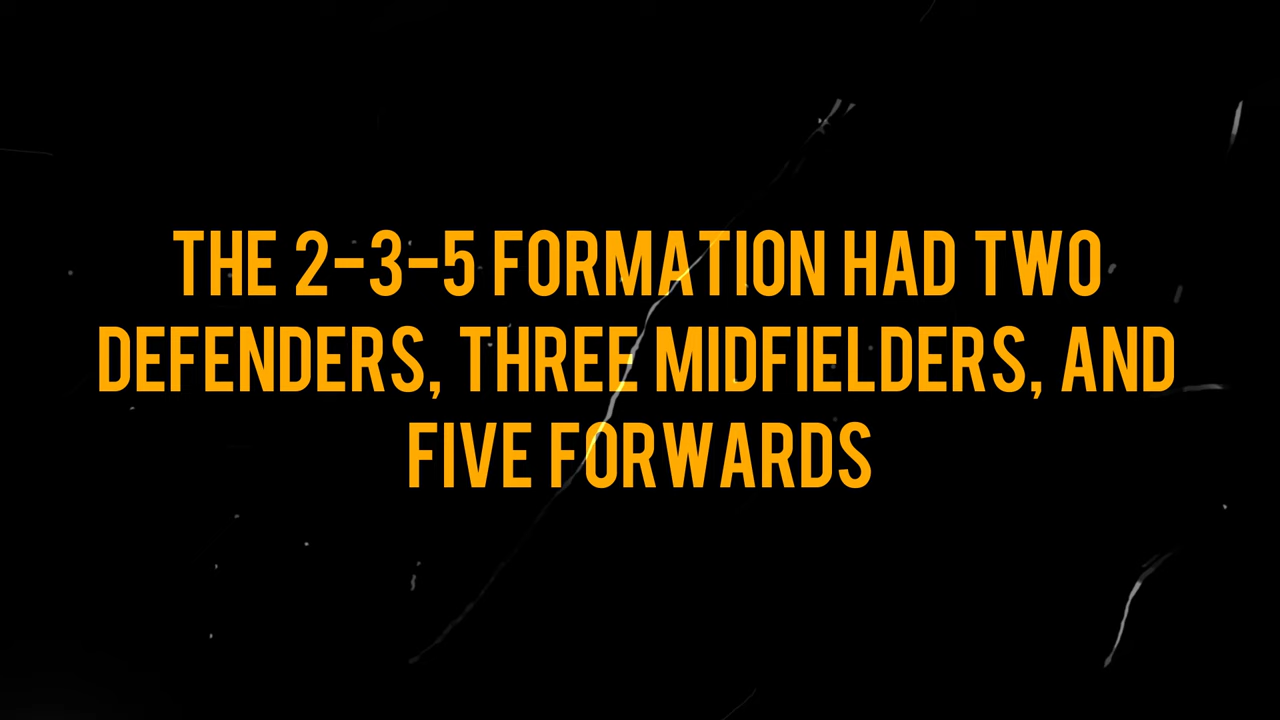 THE 2-3-5 FORMATION HAD TWO
DEFENDERS, THREE MIDFIELDERS, AND
FIVE FORWARDS